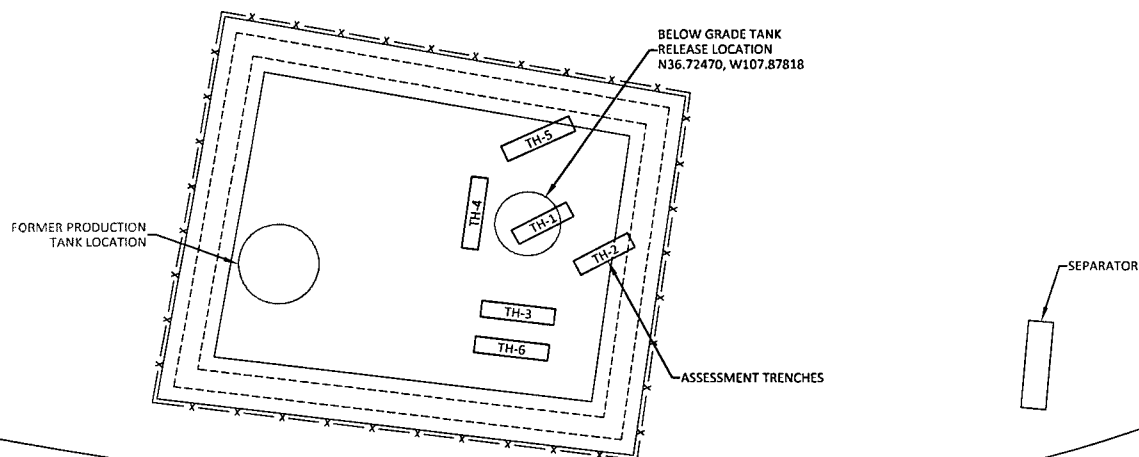 BELOW GRADE TANK
RELEASE LOCATION
N36.72470, W107.87818
TH-5
TH-4
TH-1
TH-2
FORMER PRODUCTION
TANK LOCATION
SEPARATOR
TH-3
TH-6
ASSESSMENT TRENCHES